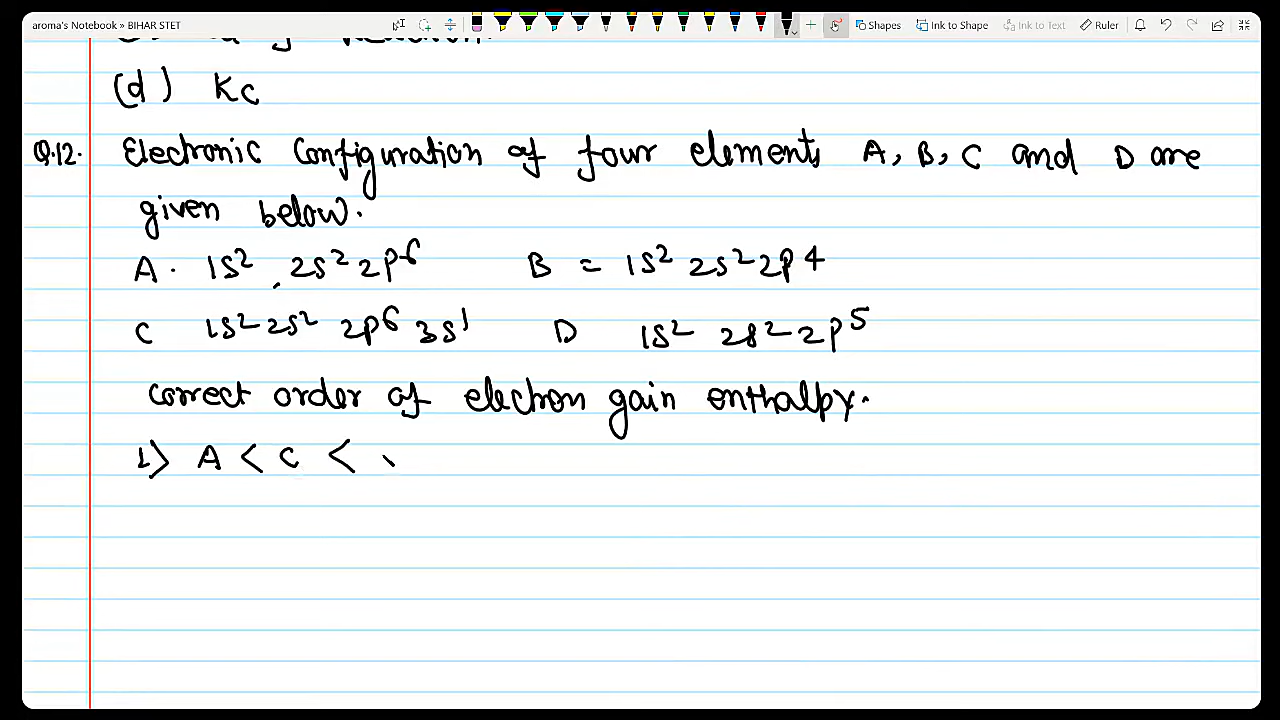 aroma's Notebook » BIHAR STET
Shapes Ink to Shape Ink to Text Ruler
(d) Kc
Q.12. Electronic Configuration of four elements A, B, C and D are
given below.
A. 1s² , 2s² 2p⁶ B = 1s² 2s² 2p⁴
C 1s² 2s² 2p⁶ 3s¹ D 1s² 2s² 2p⁵
correct order of electron gain enthalpy.
1) A < C <